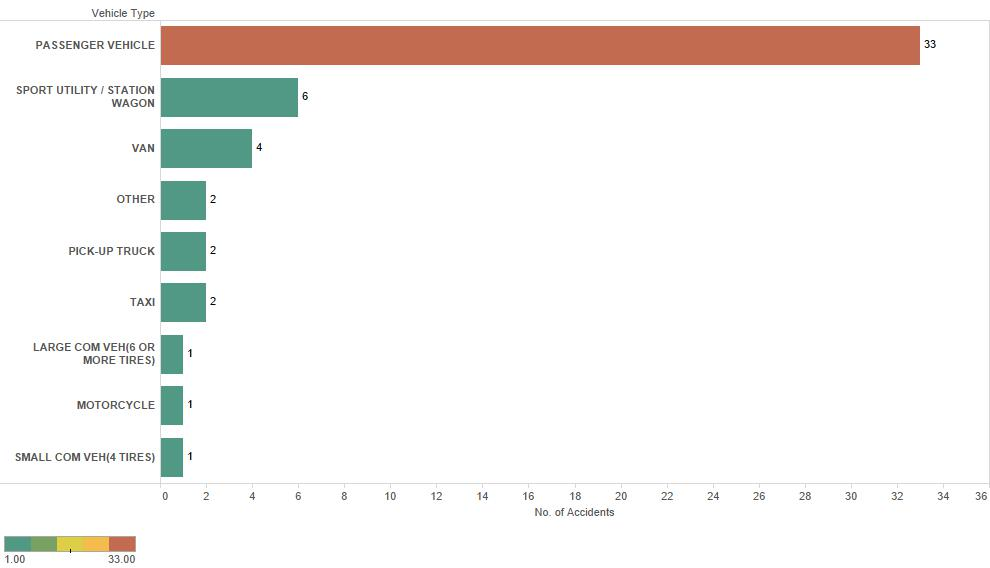 Vehicle Type
PASSENGER VEHICLE
33
SPORT UTILITY / STATION
WAGON
6
VAN
4
OTHER
2
PICK-UP TRUCK
2
TAXI
2
LARGE COM VEH(6 OR
MORE TIRES)
1
MOTORCYCLE
1
SMALL COM VEH(4 TIRES)
1
0 2 4 6 8 10 12 14 16 18 20 22 24 26 28 30 32 34 36
No. of Accidents
1.00 33.00